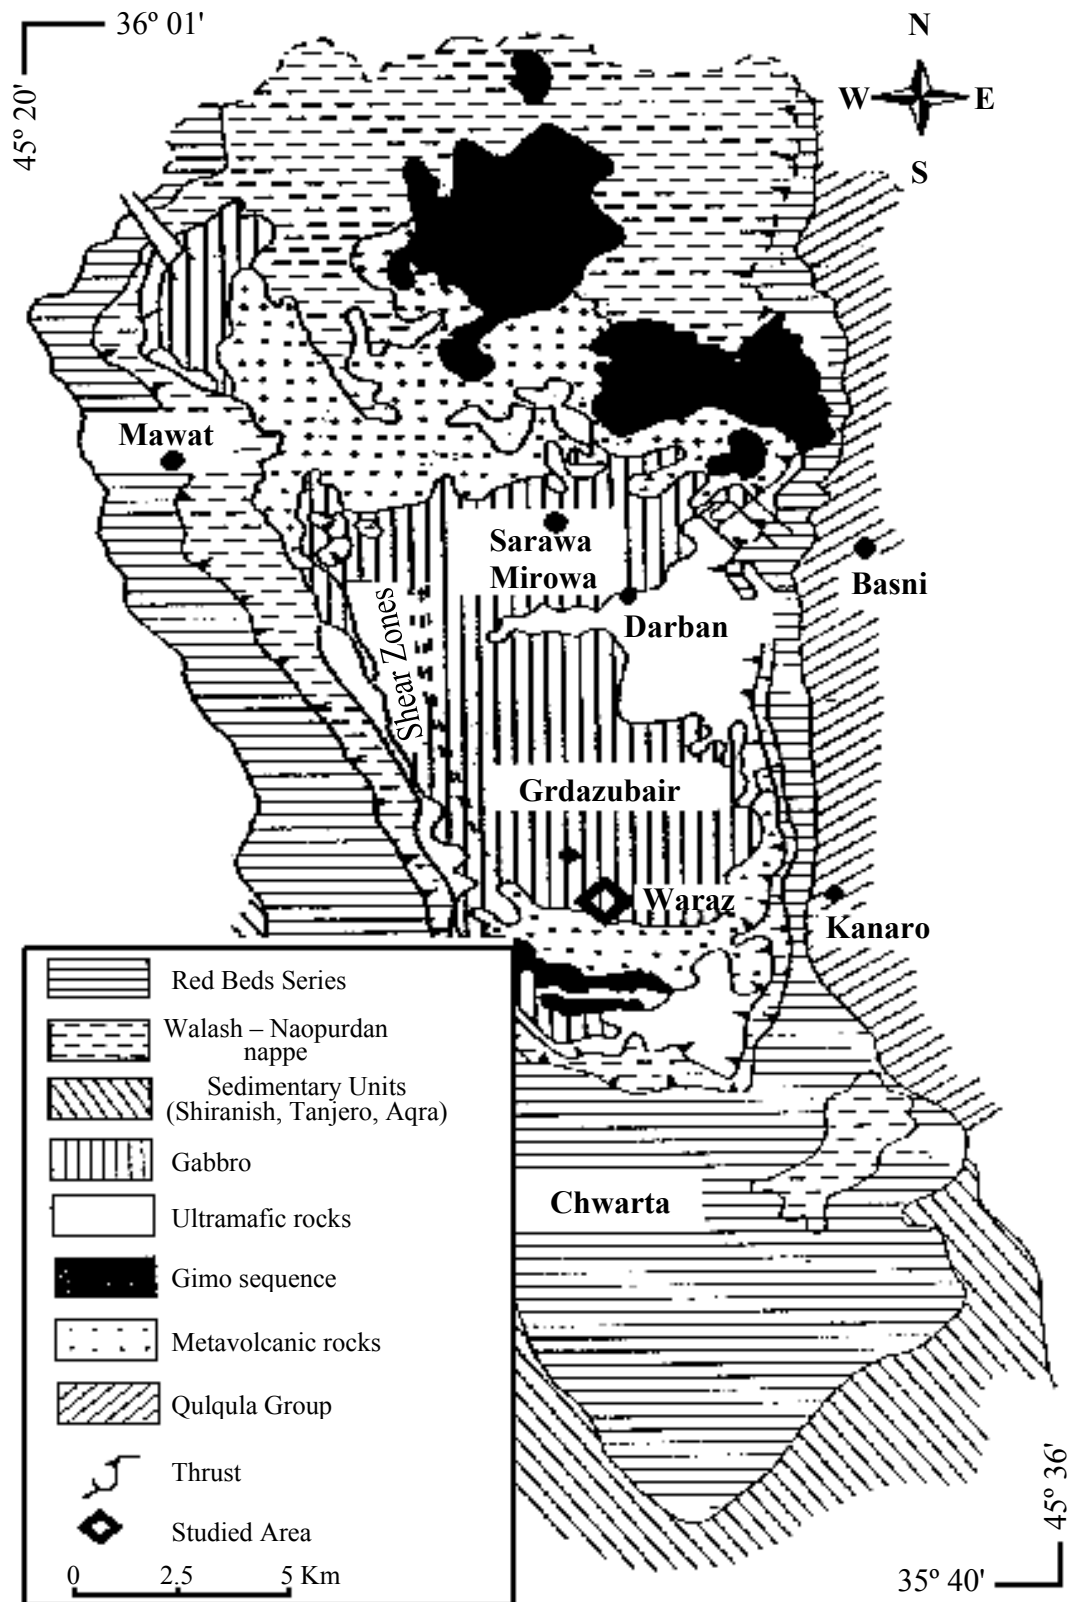 36º 01'
45º 20'
N
W E
S
Mawat
Sarawa
Mirowa
Basni
Darban
Shear Zones
Grdazubair
Waraz
Kanaro
Chwarta
Red Beds Series
Walash – Naopurdan
nappe
Sedimentary Units
(Shiranish, Tanjero, Aqra)
Gabbro
Ultramafic rocks
Gimo sequence
Metavolcanic rocks
Qulqula Group
Thrust
Studied Area
0 2.5 5 Km
45º 36'
35º 40'